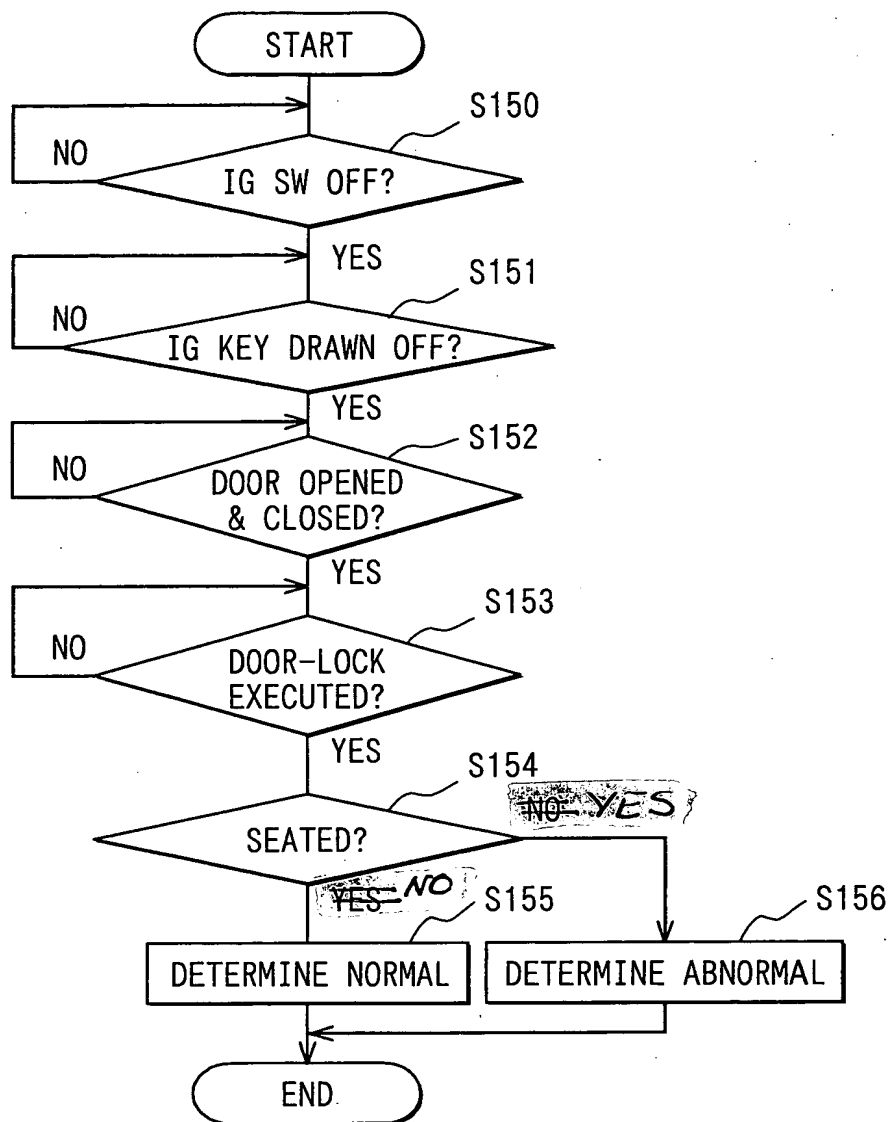 START
S150
NO
IG SW OFF?
YES
S151
NO
IG KEY DRAWN OFF?
YES
S152
NO
DOOR OPENED
& CLOSED?
YES
S153
NO
DOOR-LOCK
EXECUTED?
YES
S154
NO YES
SEATED?
YES NO
S155
S156
DETERMINE NORMAL
DETERMINE ABNORMAL
END